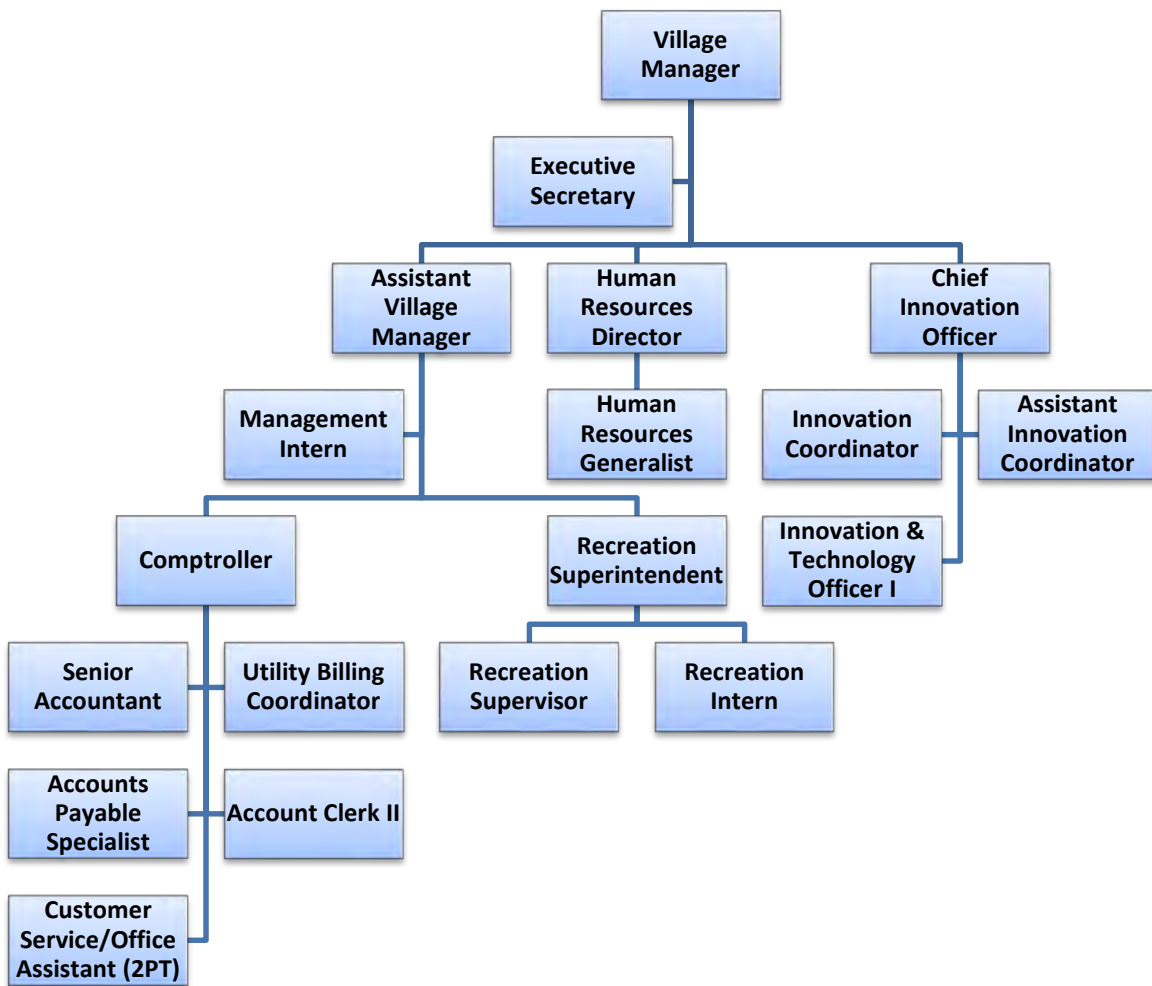 Village
Manager
Executive
Secretary
Assistant
Village
Manager
Human
Resources
Director
Chief
Innovation
Officer
Management
Intern
Human
Resources
Generalist
Innovation
Coordinator
Assistant
Innovation
Coordinator
Comptroller
Recreation
Superintendent
Innovation &
Technology
Officer I
Senior
Accountant
Utility Billing
Coordinator
Recreation
Supervisor
Recreation
Intern
Accounts
Payable
Specialist
Account Clerk II
Customer
Service/Office
Assistant (2PT)